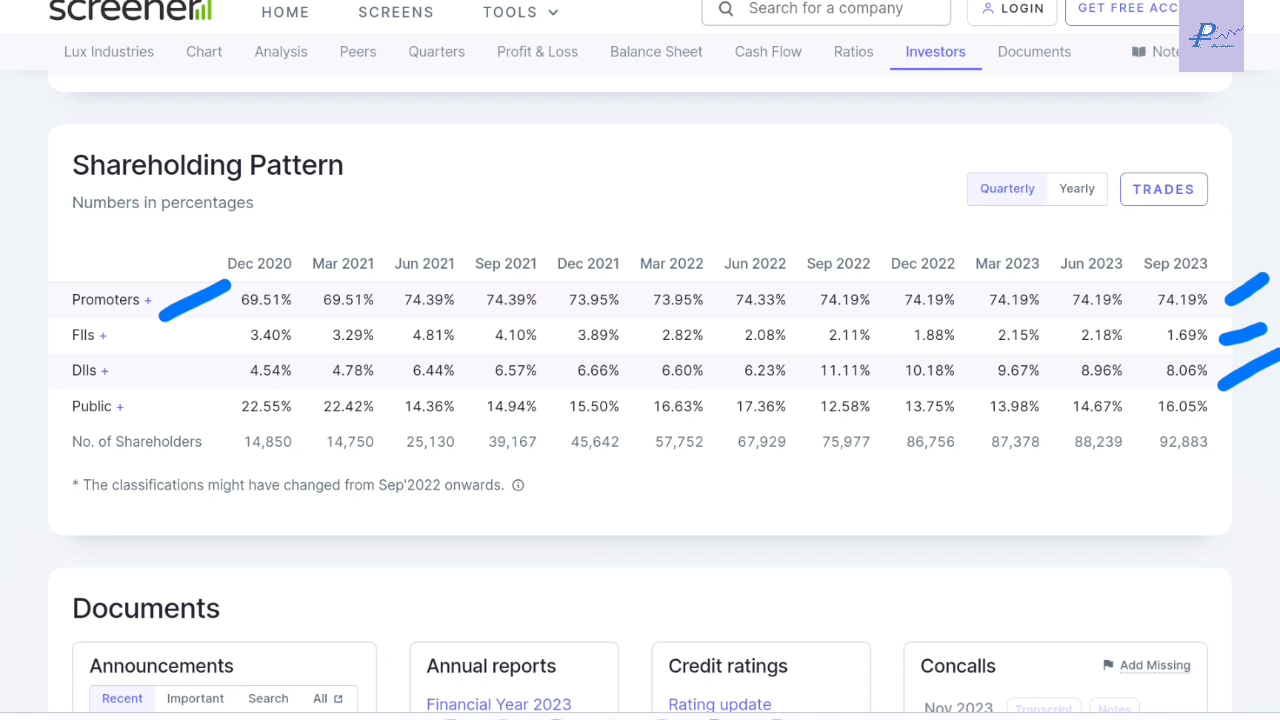 screener
HOME SCREENS TOOLS Search for a company LOGIN GET FREE ACC
Lux Industries Chart Analysis Peers Quarters Profit & Loss Balance Sheet Cash Flow Ratios Investors Documents Note
Shareholding Pattern
Numbers in percentages
Quarterly Yearly TRADES
Dec 2020 Mar 2021 Jun 2021 Sep 2021 Dec 2021 Mar 2022 Jun 2022 Sep 2022 Dec 2022 Mar 2023 Jun 2023 Sep 2023
Promoters + 69.51% 69.51% 74.39% 74.39% 73.95% 73.95% 74.33% 74.19% 74.19% 74.19% 74.19% 74.19%
FIIs + 3.40% 3.29% 4.81% 4.10% 3.89% 2.82% 2.08% 2.11% 1.88% 2.15% 2.18% 1.69%
DIIs + 4.54% 4.78% 6.44% 6.57% 6.66% 6.60% 6.23% 11.11% 10.18% 9.67% 8.96% 8.06%
Public + 22.55% 22.42% 14.36% 14.94% 15.50% 16.63% 17.36% 12.58% 13.75% 13.98% 14.67% 16.05%
No. of Shareholders 14,850 14,750 25,130 39,167 45,642 57,752 67,929 75,977 86,756 87,378 88,239 92,883
* The classifications might have changed from Sep'2022 onwards.
Documents
Announcements Annual reports Credit ratings Concalls Add Missing
Recent Important Search All Financial Year 2023 Rating update Nov 2023 Transcript Notes